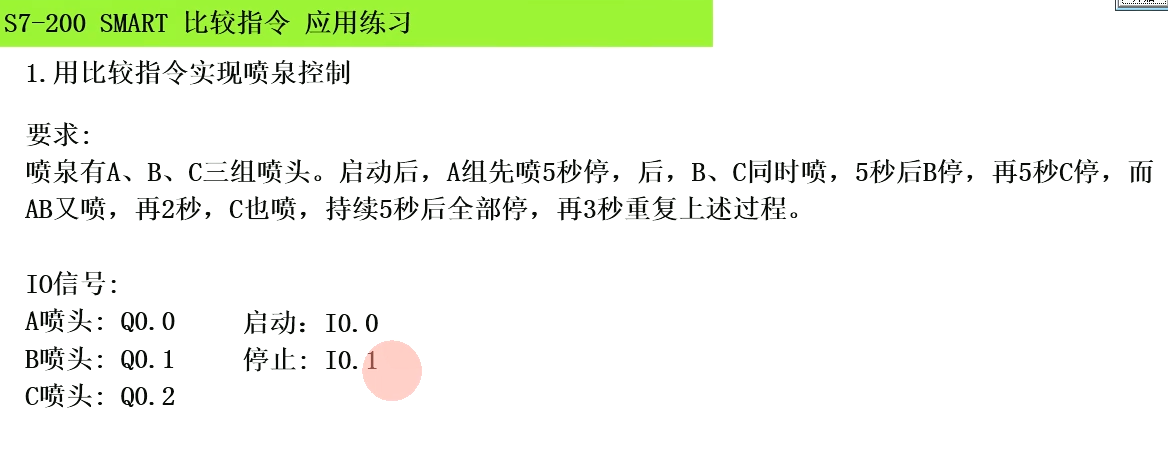 S7-200 SMART 比较指令 应用练习
1.用比较指令实现喷泉控制
要求:
喷泉有A、B、C三组喷头。启动后，A组先喷5秒停，后，B、C同时喷，5秒后B停，再5秒C停，而
AB又喷，再2秒，C也喷，持续5秒后全部停，再3秒重复上述过程。
IO信号:
A喷头: Q0.0 启动: I0.0
B喷头: Q0.1 停止: I0.1
C喷头: Q0.2